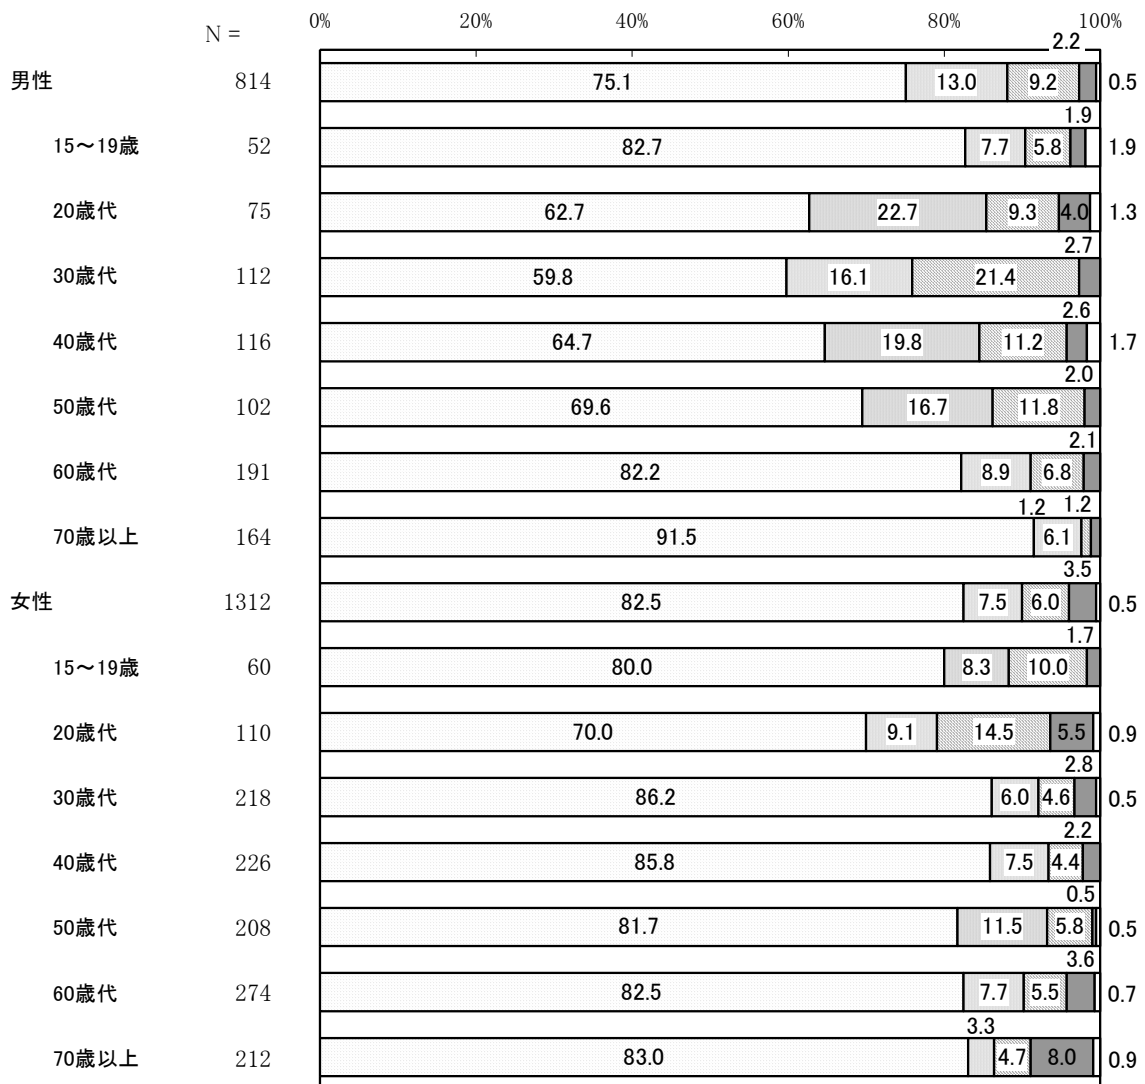 0% 20% 40% 60% 80% 100%
N =
2.2
男性 814 75.1 13.0 9.2 0.5
1.9
15～19歳 52 82.7 7.7 5.8 1.9
20歳代 75 62.7 22.7 9.3 4.0 1.3
2.7
30歳代 112 59.8 16.1 21.4
2.6
40歳代 116 64.7 19.8 11.2 1.7
2.0
50歳代 102 69.6 16.7 11.8
2.1
60歳代 191 82.2 8.9 6.8
1.2 1.2
70歳以上 164 91.5 6.1
3.5
女性 1312 82.5 7.5 6.0 0.5
1.7
15～19歳 60 80.0 8.3 10.0
20歳代 110 70.0 9.1 14.5 5.5 0.9
2.8
30歳代 218 86.2 6.0 4.6 0.5
2.2
40歳代 226 85.8 7.5 4.4
0.5
50歳代 208 81.7 11.5 5.8 0.5
3.6
60歳代 274 82.5 7.7 5.5 0.7
3.3
70歳以上 212 83.0 4.7 8.0 0.9